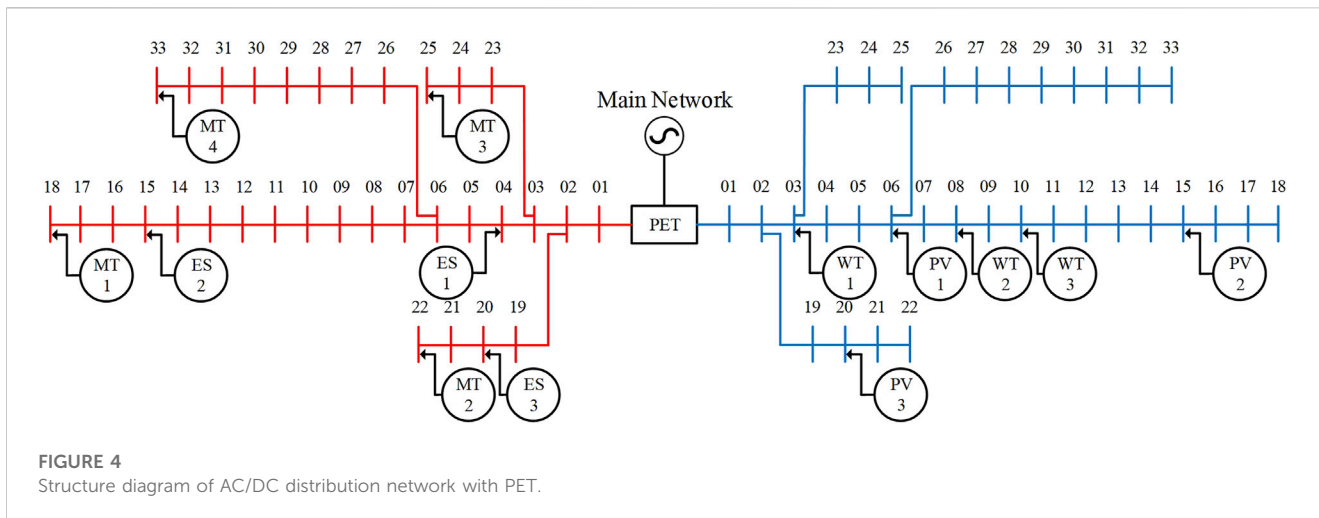 33 32 31 30 29 28 27 26 25 24 23
23 24 25 26 27 28 29 30 31 32 33
Main Network
MT
4
MT
3
18 17 16 15 14 13 12 11 10 09 08 07 06 05 04 03 02 01
PET
01 02 03 04 05 06 07 08 09 10 11 12 13 14 15 16 17 18
MT
1
ES
2
ES
1
WT
1
PV
1
WT
2
WT
3
PV
2
22 21 20 19
19 20 21 22
MT
2
ES
3
PV
3
FIGURE 4
Structure diagram of AC/DC distribution network with PET.